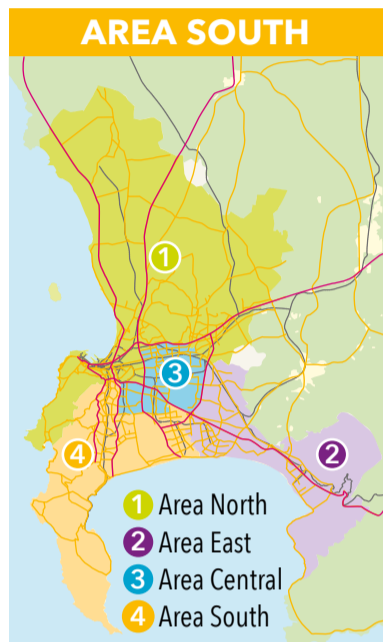 AREA SOUTH
1
3
4
2
1 Area North
2 Area East
3 Area Central
4 Area South